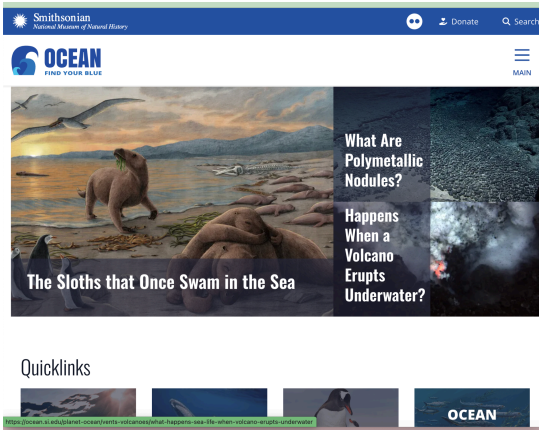 Smithsonian
National Museum of Natural History
Donate
Search
OCEAN
FIND YOUR BLUE
MAIN
What Are
Polymetallic
Nodules?
Happens
When a
Volcano
Erupts
Underwater?
The Sloths that Once Swam in the Sea
Quicklinks
OCEAN
https://ocean.si.edu/planet-ocean/vents-volcanoes/what-happens-sea-life-when-volcano-erupts-underwater